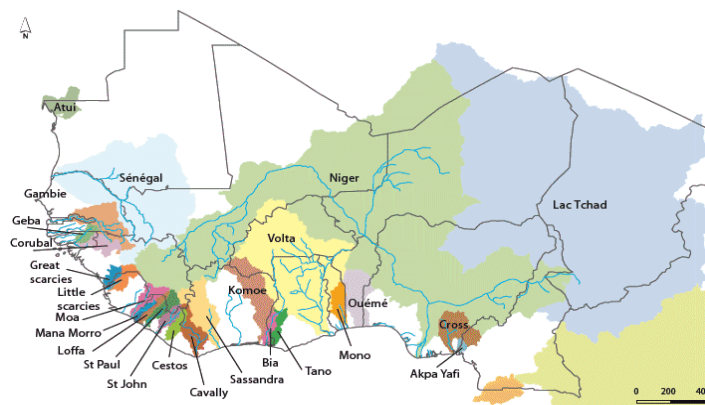 N
Atui
Sénégal
Gambie
Niger
Geba
Lac Tchad
Corubal
Volta
Great
scarcies
Komoe
Little
scarcies
Ouémé
Moa
Mana Morro
Cross
Loffa
St Paul
St John
Cestos
Cavally
Sassandra
Bia
Tano
Mono
Akpa Yafi
0 200